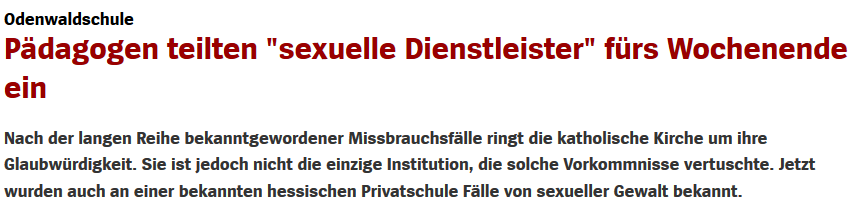 Odenwaldschule
Pädagogen teilten "sexuelle Dienstleister" fürs Wochenende
ein
Nach der langen Reihe bekanntgewordener Missbrauchsfälle ringt die katholische Kirche um ihre
Glaubwürdigkeit. Sie ist jedoch nicht die einzige Institution, die solche Vorkommnisse vertuschte. Jetzt
wurden auch an einer bekannten hessischen Privatschule Fälle von sexueller Gewalt bekannt.